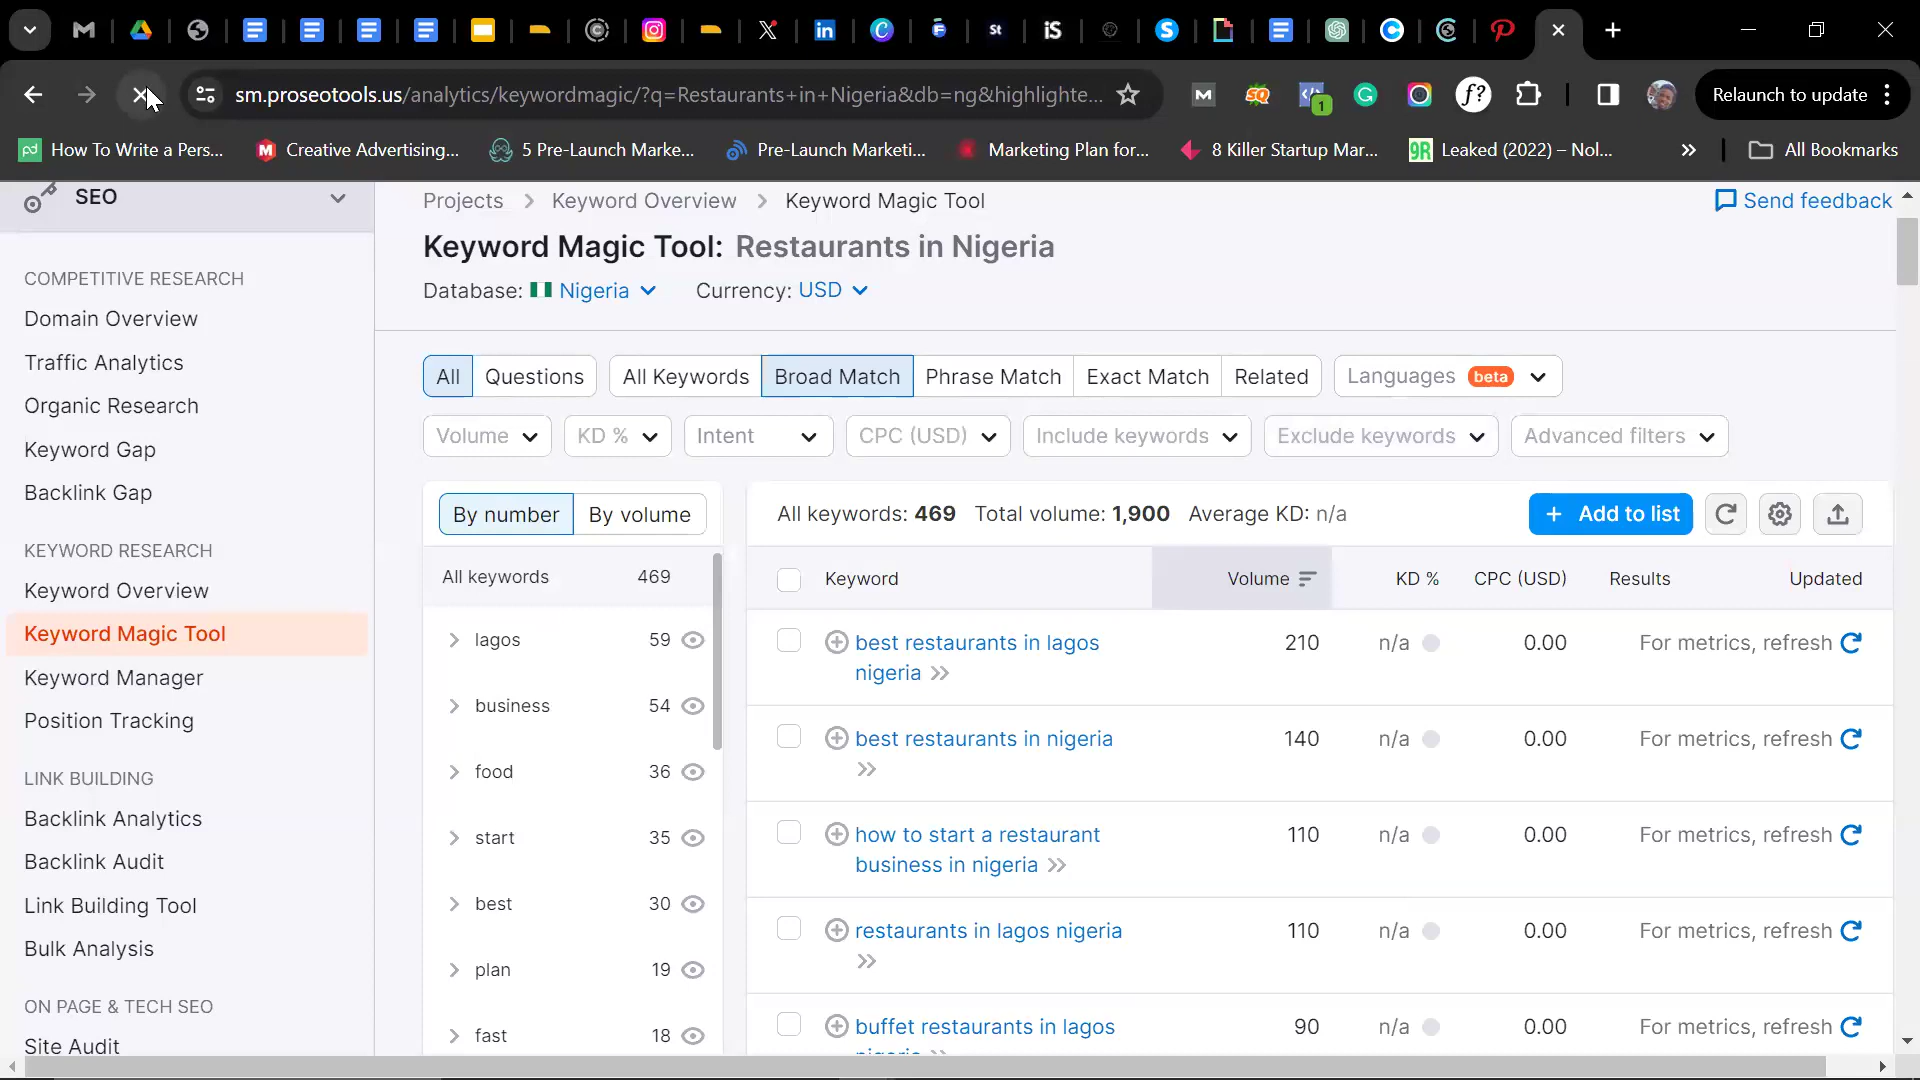 sm.proseotools.us/analytics/keywordmagic/?q=Restaurants+in+Nigeria&db=ng&highlighte...
1
Relaunch to update
How To Write a Pers...
Creative Advertising...
5 Pre-Launch Marke...
Pre-Launch Marketi...
Marketing Plan for...
8 Killer Startup Mar...
Leaked (2022) – Nol...
All Bookmarks
SEO
COMPETITIVE RESEARCH
Domain Overview
Traffic Analytics
Organic Research
Keyword Gap
Backlink Gap
KEYWORD RESEARCH
Keyword Overview
Keyword Magic Tool
Keyword Manager
Position Tracking
LINK BUILDING
Backlink Analytics
Backlink Audit
Link Building Tool
Bulk Analysis
ON PAGE & TECH SEO
Site Audit
Projects > Keyword Overview > Keyword Magic Tool
Send feedback
Keyword Magic Tool: Restaurants in Nigeria
Database: Nigeria Currency: USD
All Questions All Keywords Broad Match Phrase Match Exact Match Related Languages beta
Volume KD % Intent CPC (USD) Include keywords Exclude keywords Advanced filters
By number By volume
All keywords 469
lagos 59
business 54
food 36
start 35
best 30
plan 19
fast 18
All keywords: 469 Total volume: 1,900 Average KD: n/a
+ Add to list
Keyword Volume KD % CPC (USD) Results Updated
best restaurants in lagos 210 n/a 0.00 For metrics, refresh
nigeria
best restaurants in nigeria 140 n/a 0.00 For metrics, refresh
how to start a restaurant 110 n/a 0.00 For metrics, refresh
business in nigeria
restaurants in lagos nigeria 110 n/a 0.00 For metrics, refresh
buffet restaurants in lagos 90 n/a 0.00 For metrics, refresh
nigeria